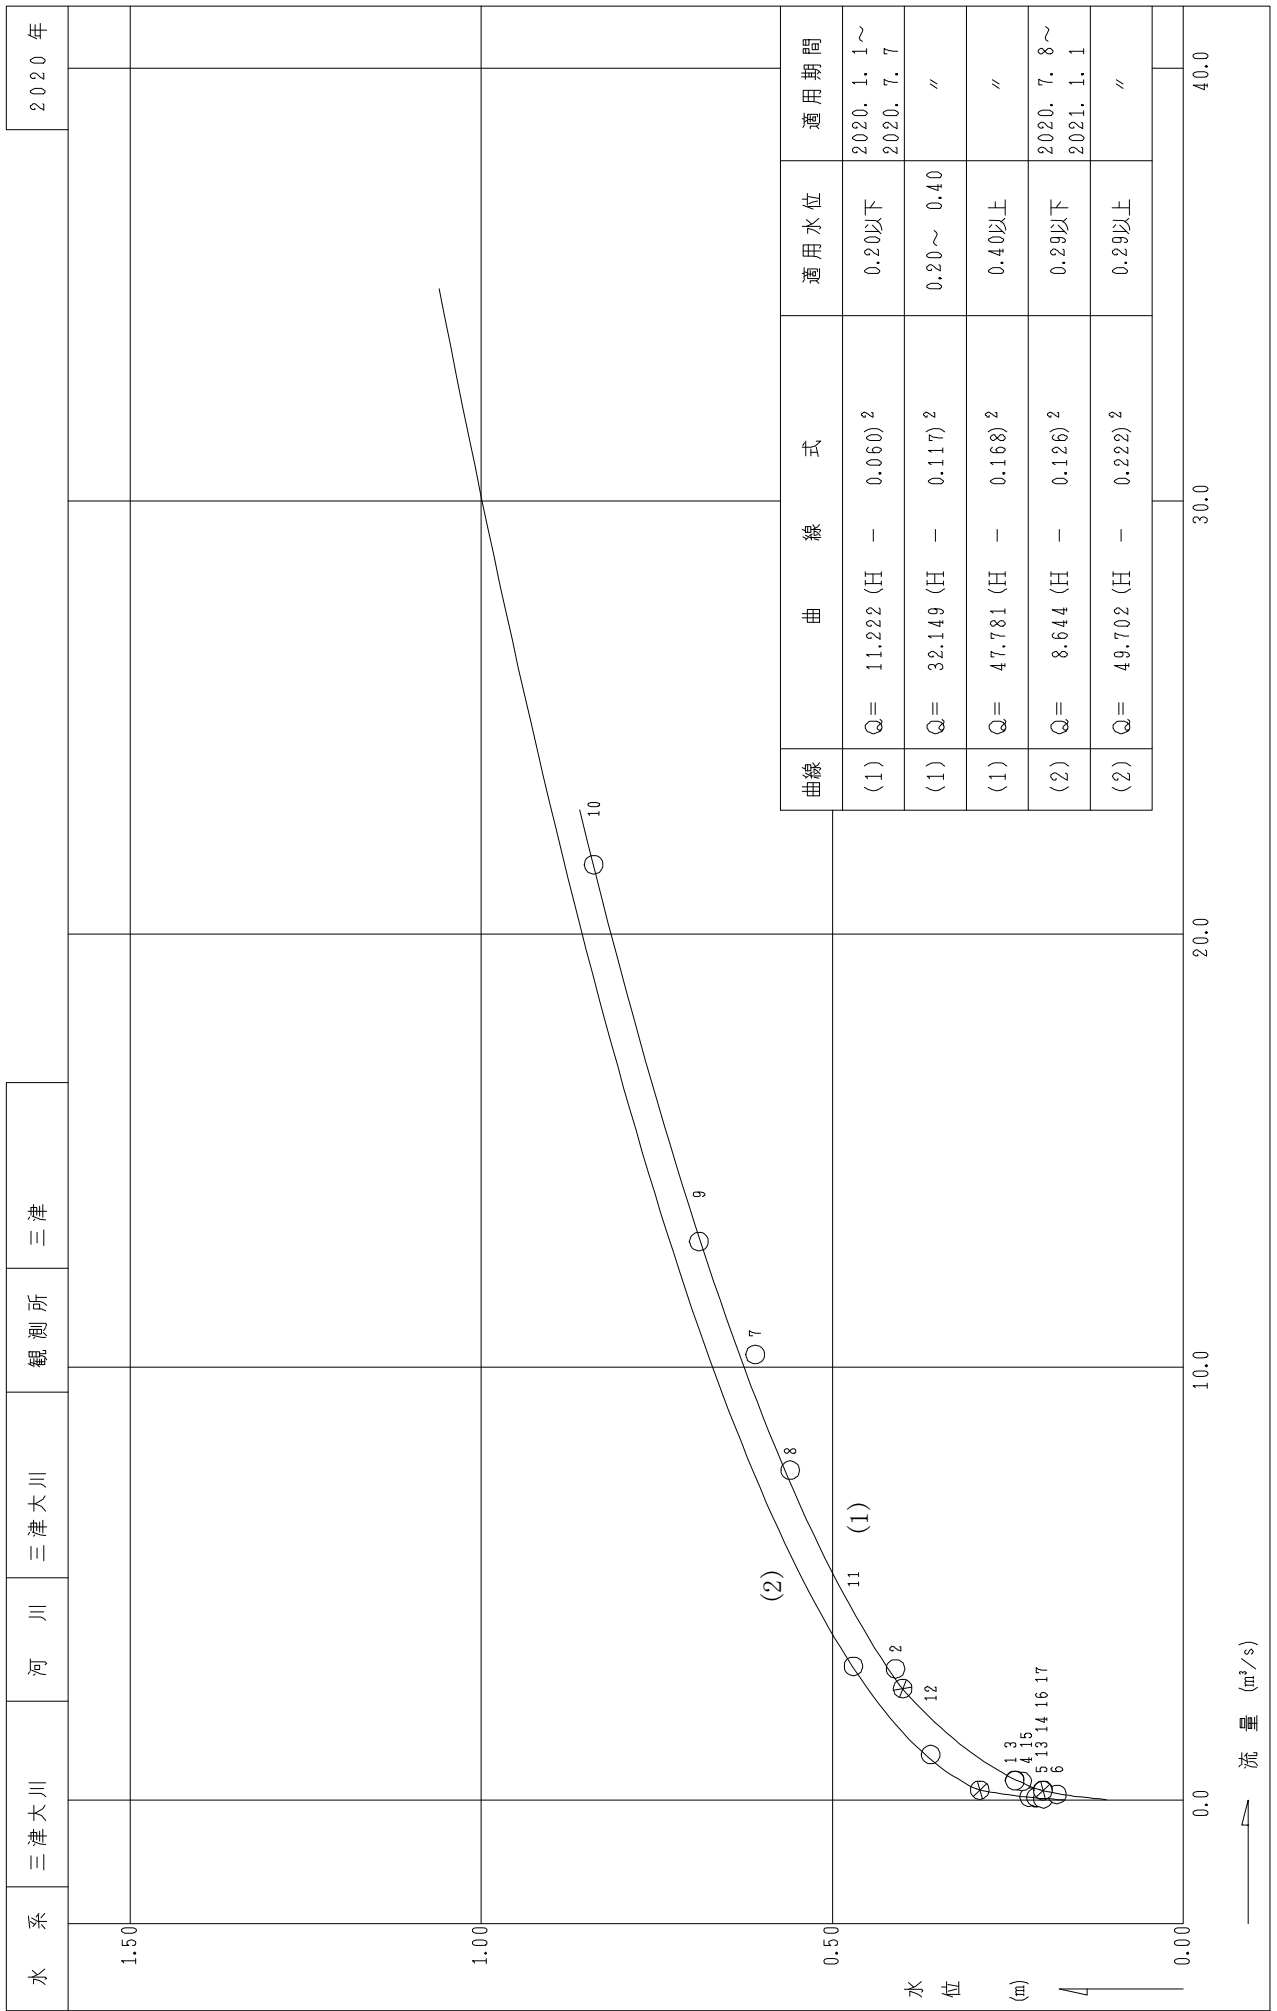 水 系 三津大川 河 川 三津大川 観測所 三津 2020 年
水 位 (m)
1.50
1.00
0.50
0.00
0.0 10.0 20.0 30.0 40.0
流 量 (m³/s)
(2)
(1)
10
9
7
8
11
2
12
1 3
4 15
5 13 14 16 17
6
曲線 曲 線 式 適用水位 適用期間
(1) Q= 11.222 (H - 0.060)² 0.20以下 2020. 1. 1～
2020. 7. 7
(1) Q= 32.149 (H - 0.117)² 0.20～ 0.40 〃
(1) Q= 47.781 (H - 0.168)² 0.40以上 〃
(2) Q= 8.644 (H - 0.126)² 0.29以下 2020. 7. 8～
2021. 1. 1
(2) Q= 49.702 (H - 0.222)² 0.29以上 〃